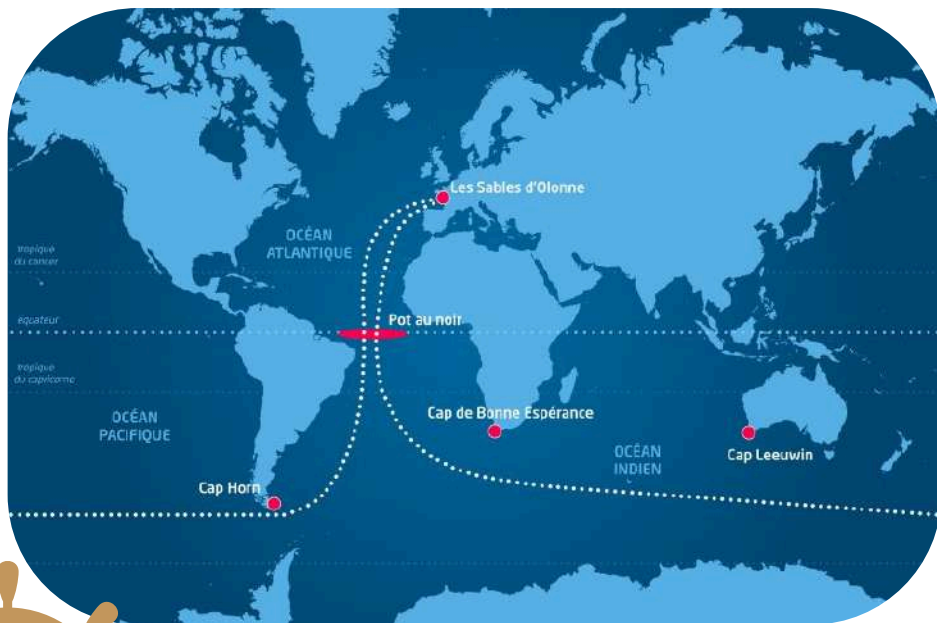 Les Sables d'Olonne
OCÉAN
ATLANTIQUE
tropique
du cancer
équateur
Pot au noir
tropique
du capricorne
OCÉAN
PACIFIQUE
Cap de Bonne Espérance
OCÉAN
INDIEN
Cap Leeuwin
Cap Horn